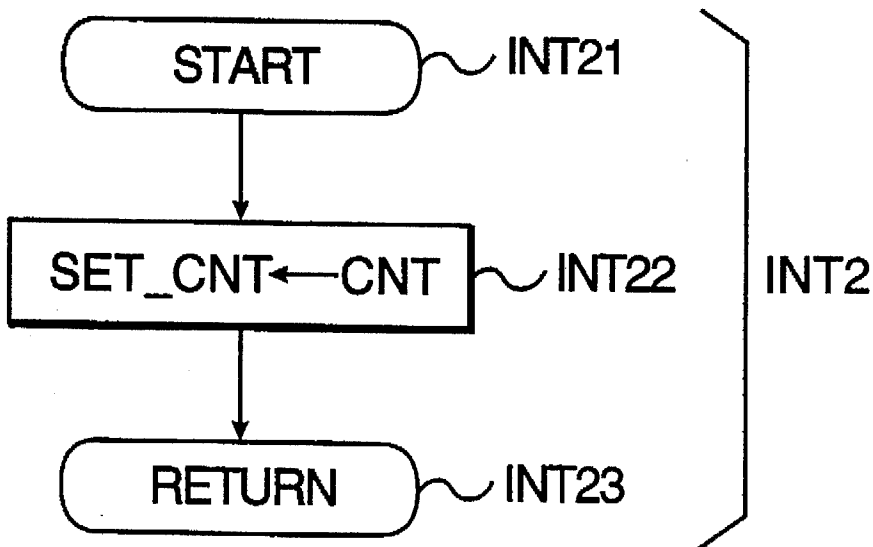 START INT21
SET_CNT←CNT INT22 INT2
RETURN INT23